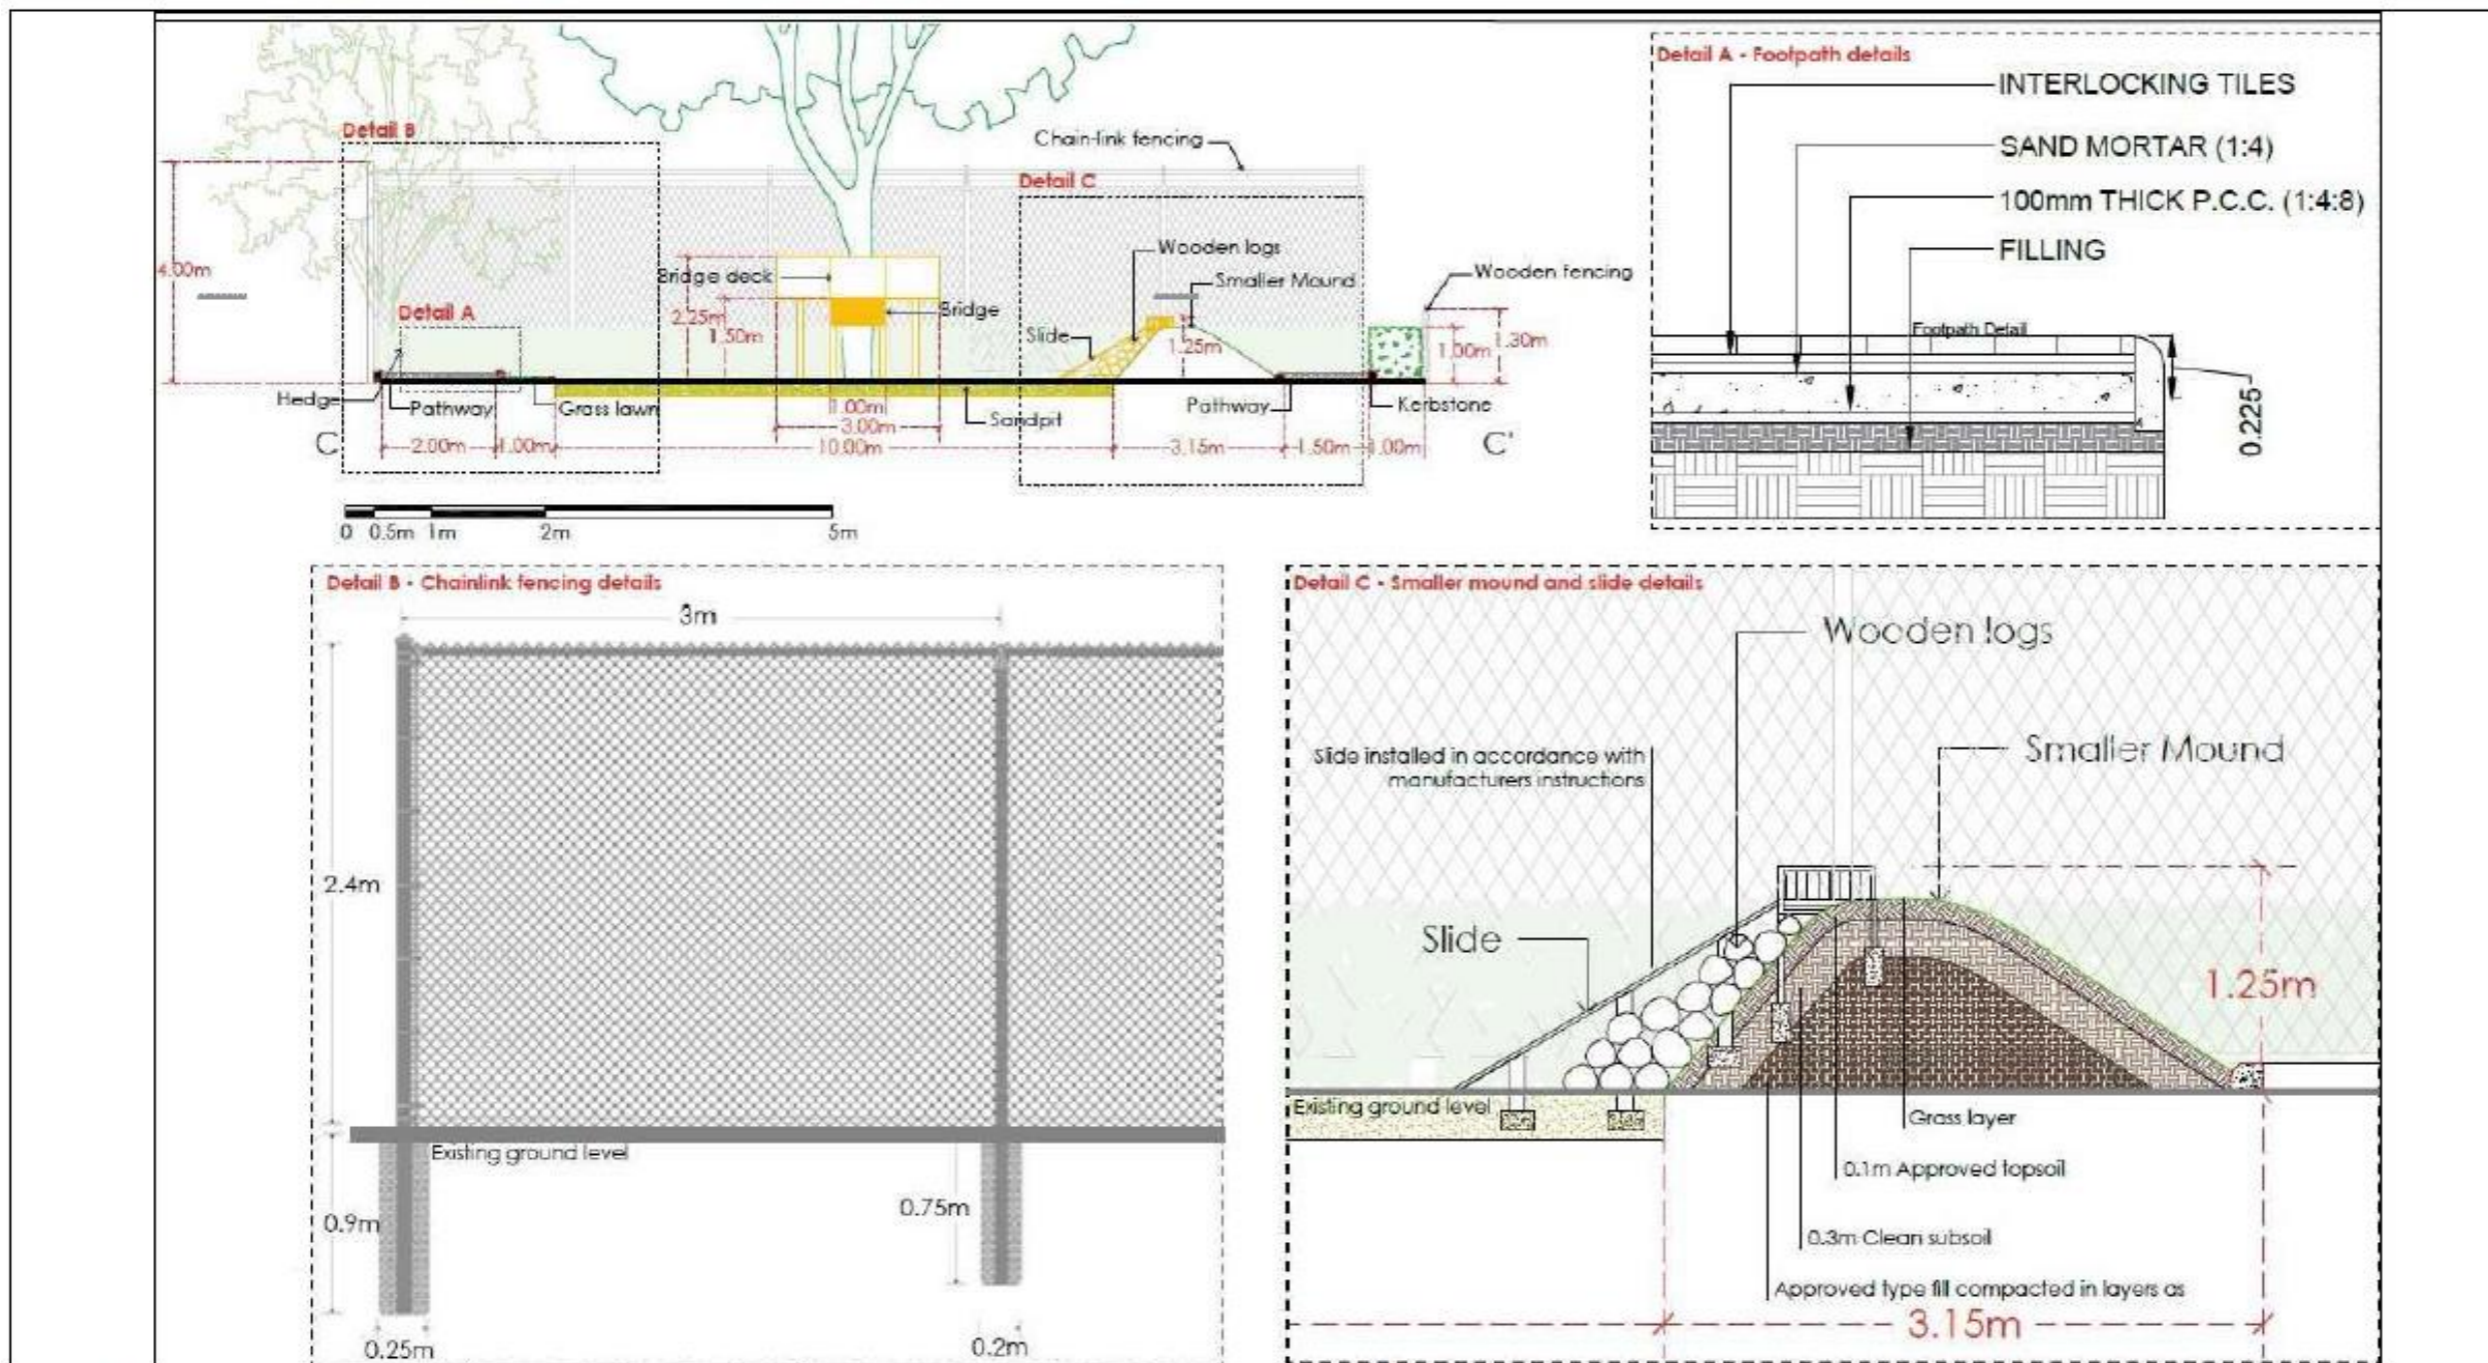 Detail B
Chain-link fencing
Detail C
4.00m
Wooden logs
Bridge deck
Smaller Mound
Wooden fencing
2.25m
Bridge
Detail A
1.50m
Slide
1.25m
1.00m
1.30m
Hedge
Pathway
Grass lawn
1.00m
Sandpit
Pathway
Kerbstone
3.00m
C
2.00m
1.00m
10.00m
3.15m
1.50m
1.00m
C'
0
0.5m
1m
2m
5m
Detail A - Footpath details
INTERLOCKING TILES
SAND MORTAR (1:4)
100mm THICK P.C.C. (1:4:8)
FILLING
Footpath Detail
0.225
Detail B - Chainlink fencing details
3m
2.4m
Existing ground level
0.75m
0.9m
0.25m
0.2m
Detail C - Smaller mound and slide details
Wooden logs
Smaller Mound
Slide installed in accordance with
manufacturers instructions
Slide
1.25m
Existing ground level
Grass layer
0.1m Approved topsoil
0.3m Clean subsoil
Approved type fill compacted in layers as
3.15m